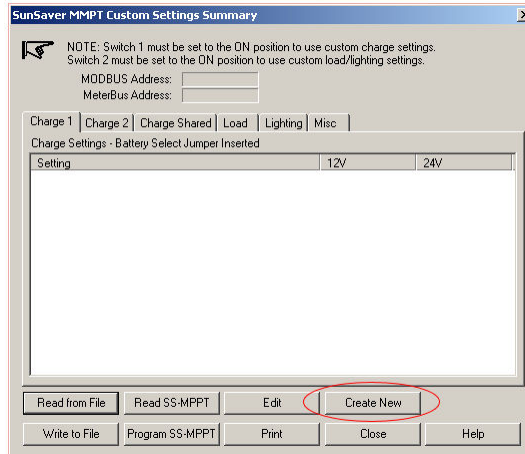 SunSaver MMPT Custom Settings Summary
NOTE: Switch 1 must be set to the ON position to use custom charge settings.
Switch 2 must be set to the ON position to use custom load/lighting settings.
MODBUS Address:
MeterBus Address:
Charge 1 Charge 2 Charge Shared Load Lighting Misc
Charge Settings - Battery Select Jumper Inserted
Setting 12V 24V
Read from File Read SS-MPPT Edit Create New
Write to File Program SS-MPPT Print Close Help